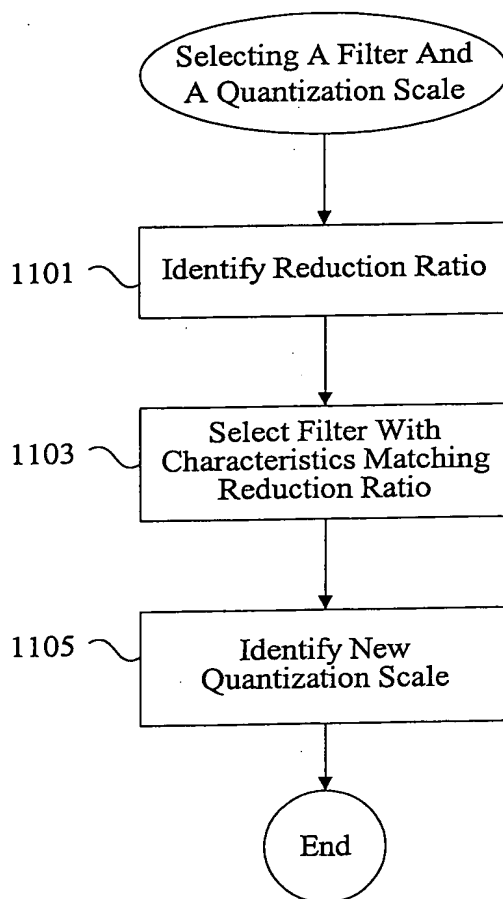 Selecting A Filter And
A Quantization Scale
1101
Identify Reduction Ratio
1103
Select Filter With
Characteristics Matching
Reduction Ratio
1105
Identify New
Quantization Scale
End